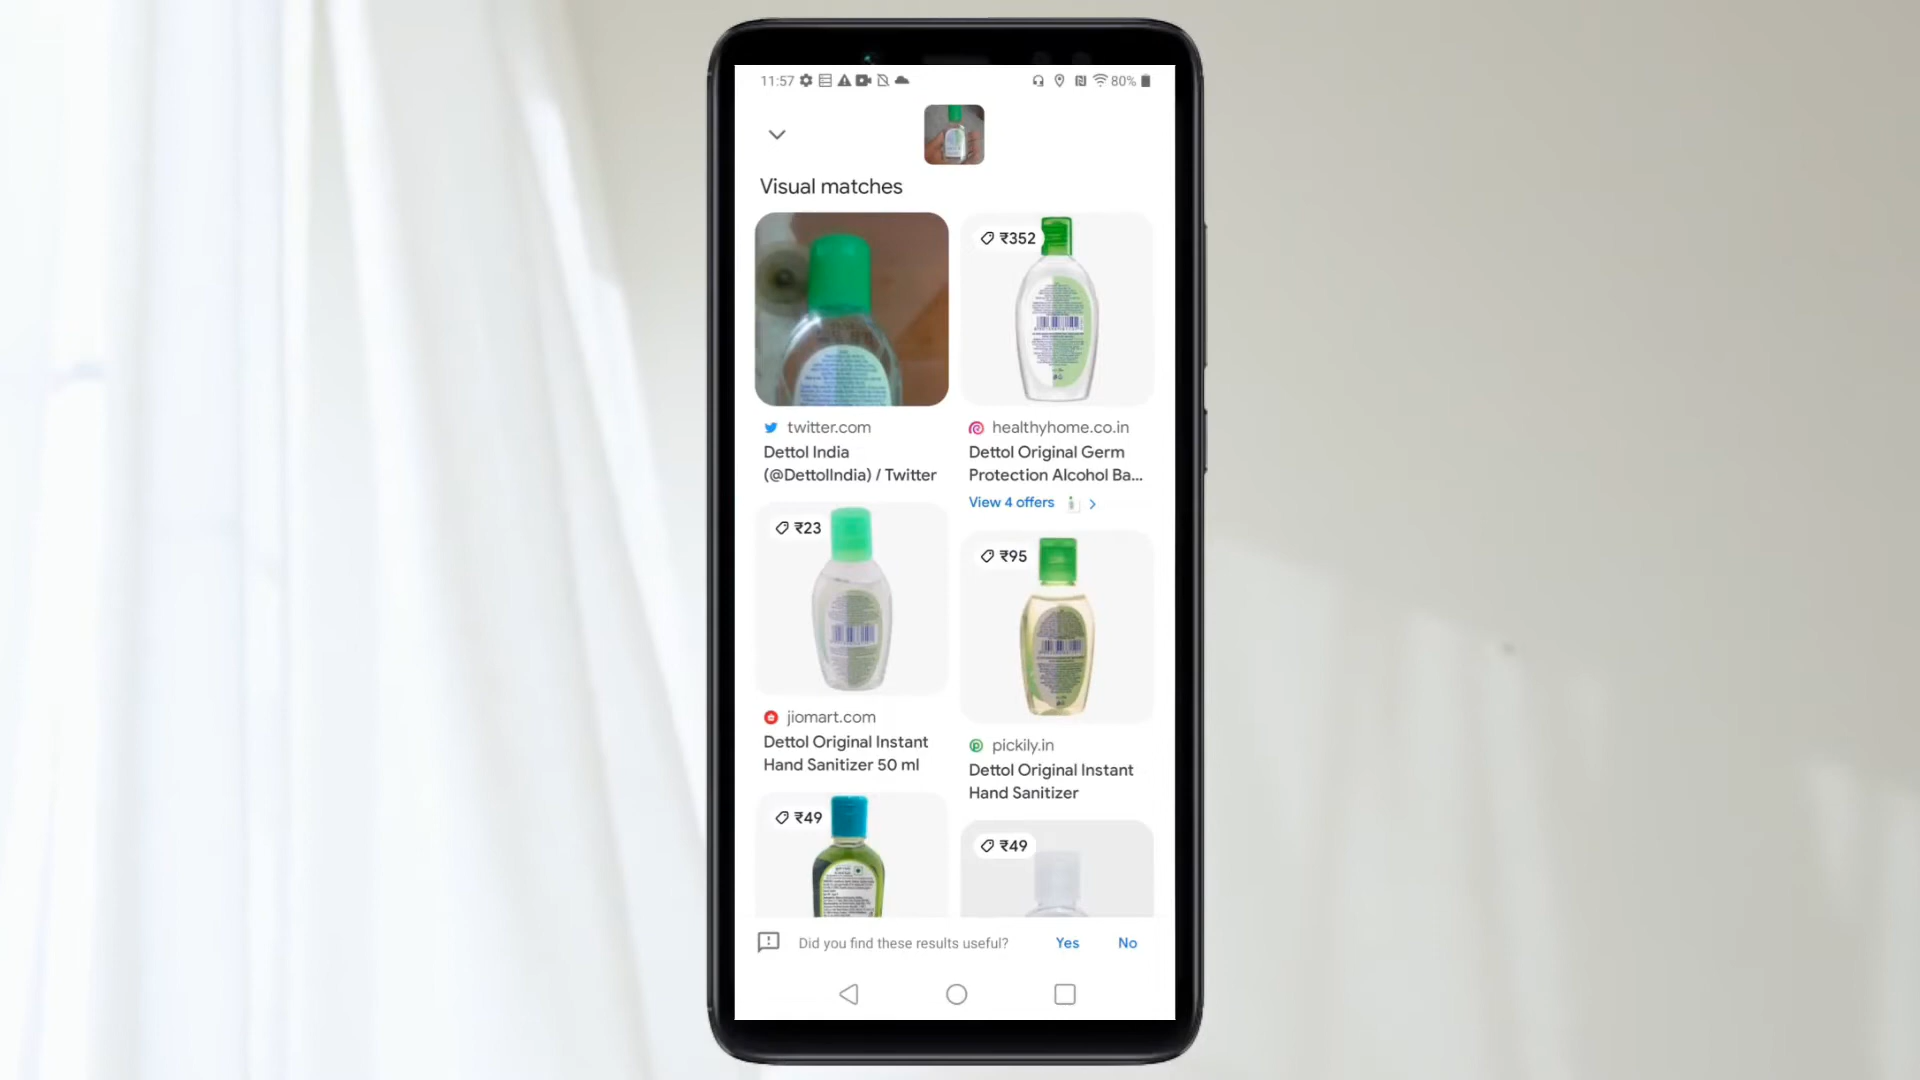 11:57
80%
Visual matches
₹352
twitter.com
Dettol India
(@DettolIndia) / Twitter
healthyhome.co.in
Dettol Original Germ
Protection Alcohol Ba...
View 4 offers
₹23
jiomart.com
Dettol Original Instant
Hand Sanitizer 50 ml
₹95
pickily.in
Dettol Original Instant
Hand Sanitizer
₹49
₹49
Did you find these results useful?
Yes
No